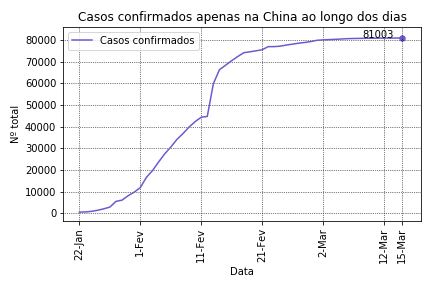 Casos confirmados apenas na China ao longo dos dias
Casos confirmados
81003
80000
70000
60000
50000
40000
30000
20000
10000
0
Nº total
22-Jan
1-Fev
11-Fev
21-Fev
2-Mar
12-Mar
15-Mar
Data